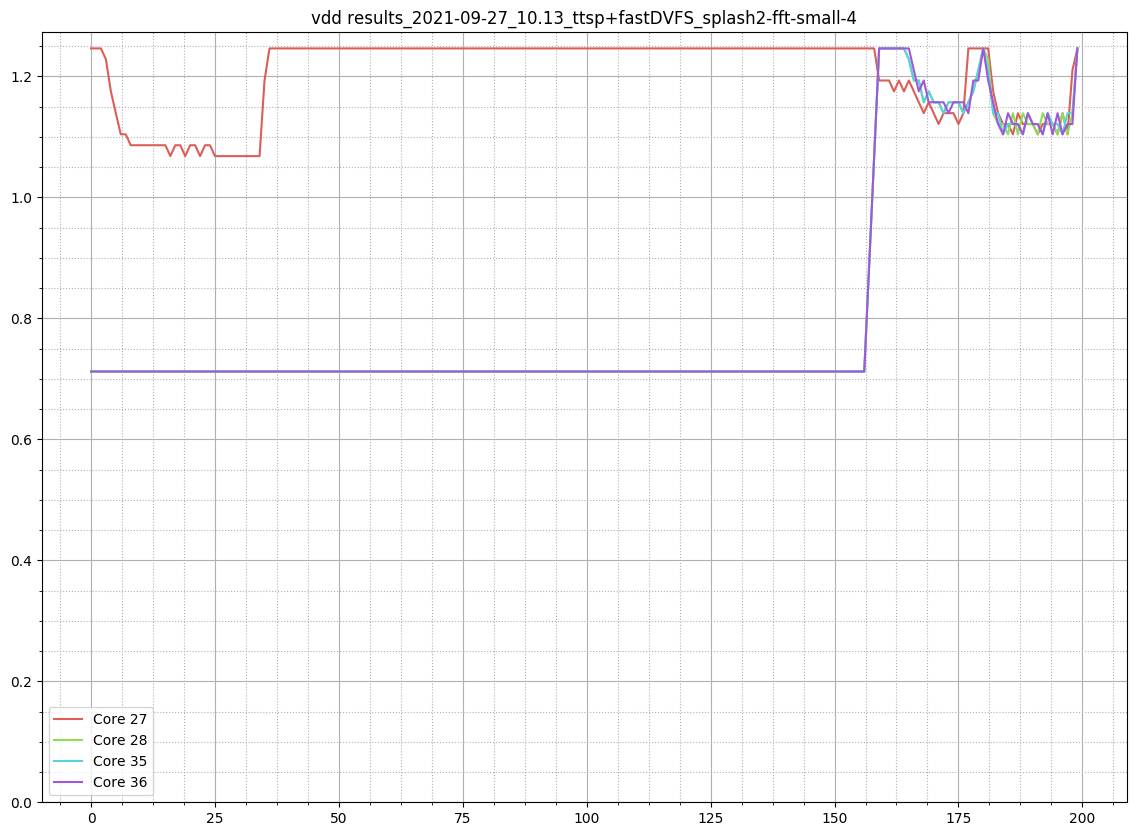 vdd results_2021-09-27_10.13_ttsp+fastDVFS_splash2-fft-small-4
1.2
1.0
0.8
0.6
0.4
0.2
0.0
Core 27
Core 28
Core 35
Core 36
0 25 50 75 100 125 150 175 200